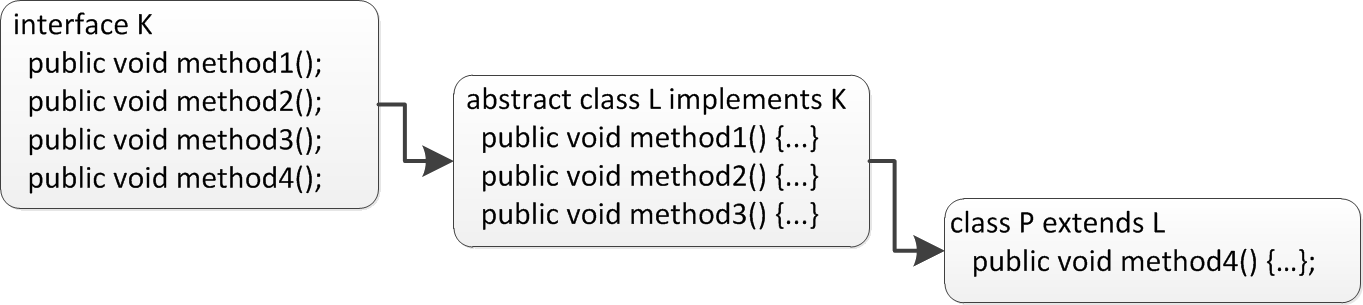 interface K
public void method1();
public void method2();
public void method3();
public void method4();
abstract class L implements K
public void method1() {...}
public void method2() {...}
public void method3() {...}
class P extends L
public void method4() {...};